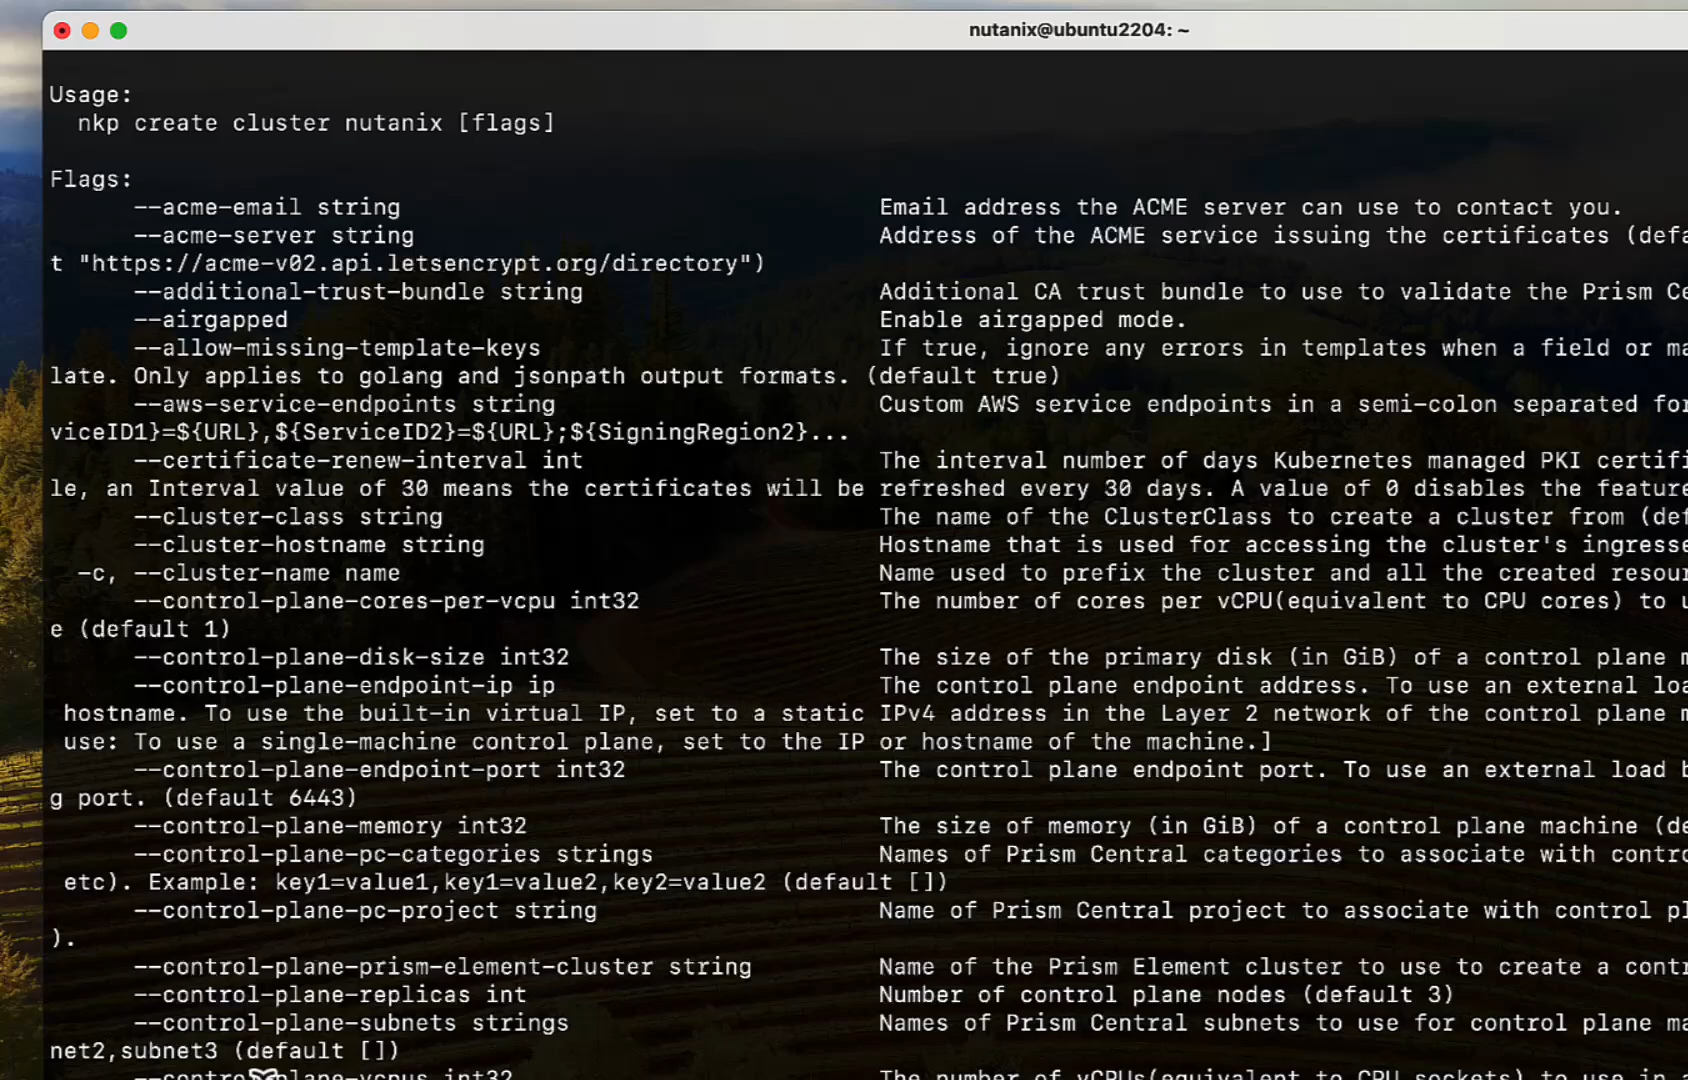 nutanix@ubuntu2204: ~
Usage:
nkp create cluster nutanix [flags]
Flags:
--acme-email string Email address the ACME server can use to contact you.
--acme-server string Address of the ACME service issuing the certificates (defa
t "https://acme-v02.api.letsencrypt.org/directory")
--additional-trust-bundle string Additional CA trust bundle to use to validate the Prism Ce
--airgapped Enable airgapped mode.
--allow-missing-template-keys If true, ignore any errors in templates when a field or ma
late. Only applies to golang and jsonpath output formats. (default true)
--aws-service-endpoints string Custom AWS service endpoints in a semi-colon separated for
viceID1}=${URL},${ServiceID2}=${URL};${SigningRegion2}...
--certificate-renew-interval int The interval number of days Kubernetes managed PKI certifi
le, an Interval value of 30 means the certificates will be refreshed every 30 days. A value of 0 disables the feature
--cluster-class string The name of the ClusterClass to create a cluster from (def
--cluster-hostname string Hostname that is used for accessing the cluster's ingresse
-c, --cluster-name name Name used to prefix the cluster and all the created resour
--control-plane-cores-per-vcpu int32 The number of cores per vCPU(equivalent to CPU cores) to u
e (default 1)
--control-plane-disk-size int32 The size of the primary disk (in GiB) of a control plane m
--control-plane-endpoint-ip ip The control plane endpoint address. To use an external loa
hostname. To use the built-in virtual IP, set to a static IPv4 address in the Layer 2 network of the control plane m
use: To use a single-machine control plane, set to the IP or hostname of the machine.]
--control-plane-endpoint-port int32 The control plane endpoint port. To use an external load b
g port. (default 6443)
--control-plane-memory int32 The size of memory (in GiB) of a control plane machine (de
--control-plane-pc-categories strings Names of Prism Central categories to associate with contro
etc). Example: key1=value1,key1=value2,key2=value2 (default [])
--control-plane-pc-project string Name of Prism Central project to associate with control pl
).
--control-plane-prism-element-cluster string Name of the Prism Element cluster to use to create a contr
--control-plane-replicas int Number of control plane nodes (default 3)
--control-plane-subnets strings Names of Prism Central subnets to use for control plane ma
net2,subnet3 (default [])
--control-plane-vcpus int32 The number of vCPUs(equivalent to CPU sockets) to use in a